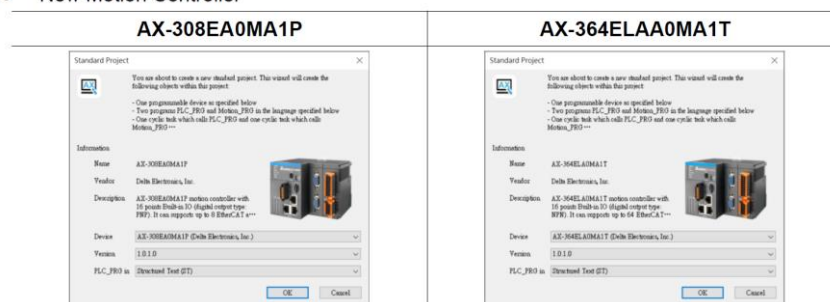 AX-308EA0MA1P
AX-364ELAA0MA1T
Standard Project
You are about to create a new standard project. This wizard will create the
following objects within this project:
- One programmable device as specified below
- Two programs PLC_PRG and Motion_PRG in the language specified below
- One cyclic task which calls PLC_PRG and one cyclic task which calls
Motion_PRG…
Information
Name AX-308EA0MA1P
Vendor Delta Electronics, Inc.
Description AX-308EA0MA1P motion controller with
16 points Built-in IO (digital output type:
PNP). It can supports up to 8 EtherCAT a…
Device AX-308EA0MA1P (Delta Electronics, Inc.)
Version 1.0.1.0
PLC_PRG in Structured Text (ST)
OK Cancel
Standard Project
You are about to create a new standard project. This wizard will create the
following objects within this project:
- One programmable device as specified below
- Two programs PLC_PRG and Motion_PRG in the language specified below
- One cyclic task which calls PLC_PRG and one cyclic task which calls
Motion_PRG…
Information
Name AX-364ELA0MA1T
Vendor Delta Electronics, Inc.
Description AX-364ELA0MA1T motion controller with
16 points Built-in IO (digital output type:
NPN). It can supports up to 64 EtherCAT…
Device AX-364ELA0MA1T (Delta Electronics, Inc.)
Version 1.0.1.0
PLC_PRG in Structured Text (ST)
OK Cancel